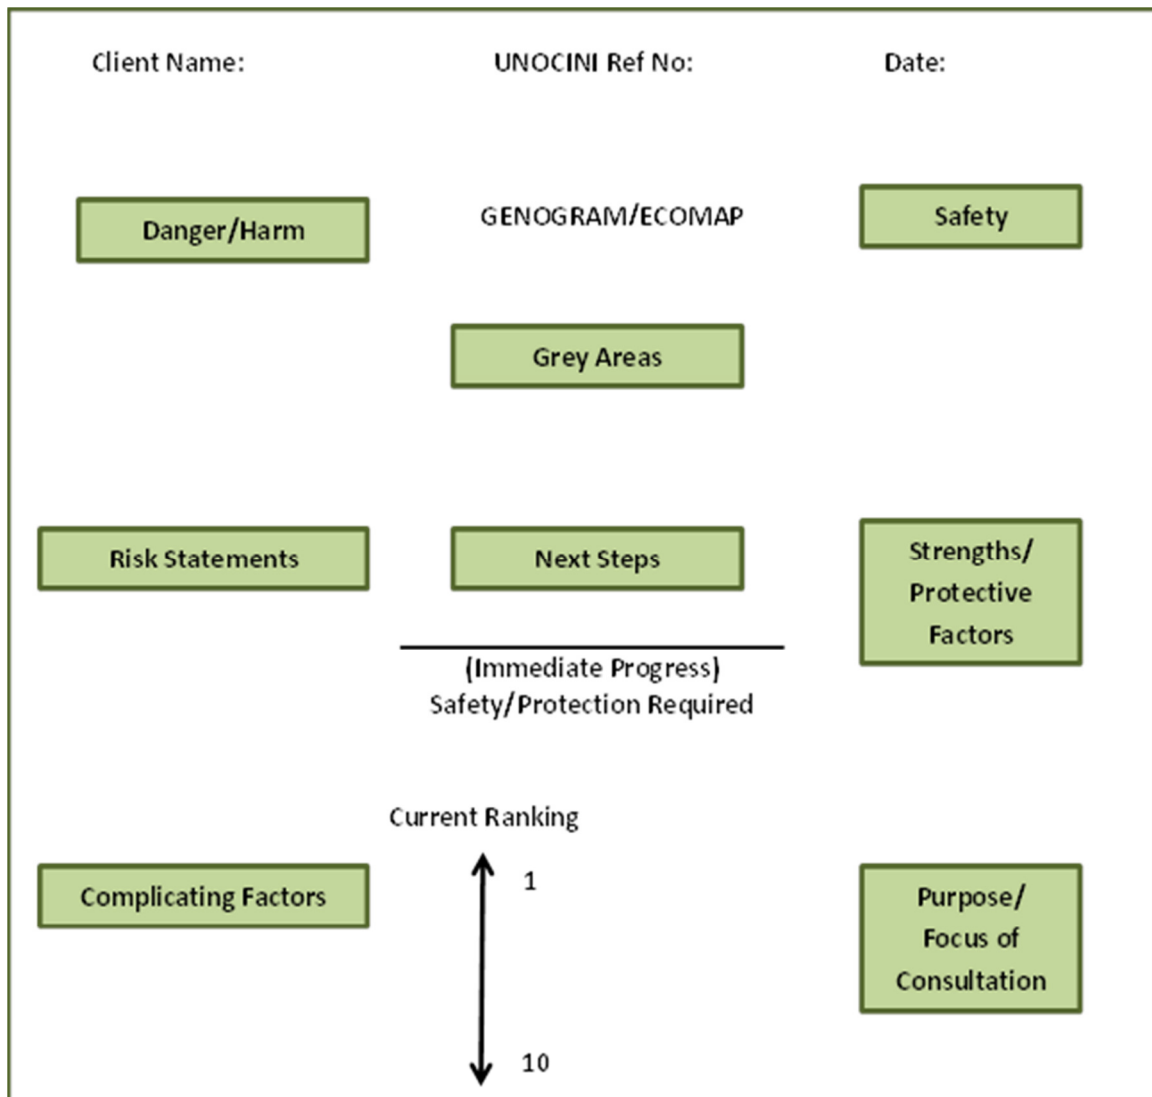 Client Name:
UNOCINI Ref No:
Date:
Danger/Harm
GENOGRAM/ECOMAP
Safety
Grey Areas
Risk Statements
Next Steps
Strengths/
Protective
Factors
(Immediate Progress)
Safety/Protection Required
Current Ranking
1
Complicating Factors
Purpose/
Focus of
Consultation
10